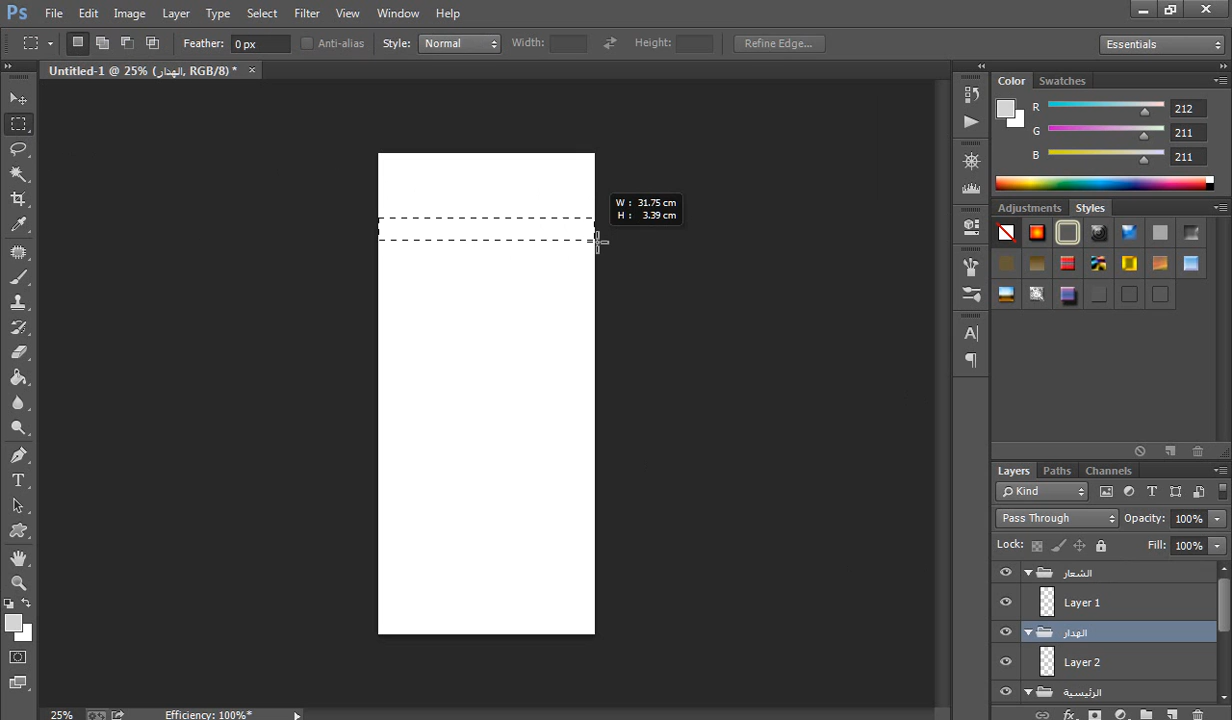 Ps File Edit Image Layer Type Select Filter View Window Help
Feather: 0 px Anti-alias Style: Normal Width: Height: Refine Edge... Essentials
Untitled-1 @ 25% (الهدار, RGB/8) * ×
Color Swatches
R 212
G 211
B 211
W : 31.75 cm
H : 3.39 cm
Adjustments Styles
Layers Paths Channels
Kind
Pass Through Opacity: 100%
Lock: Fill: 100%
الشعار
Layer 1
الهدار
Layer 2
الرئيسية
25% Efficiency: 100%*